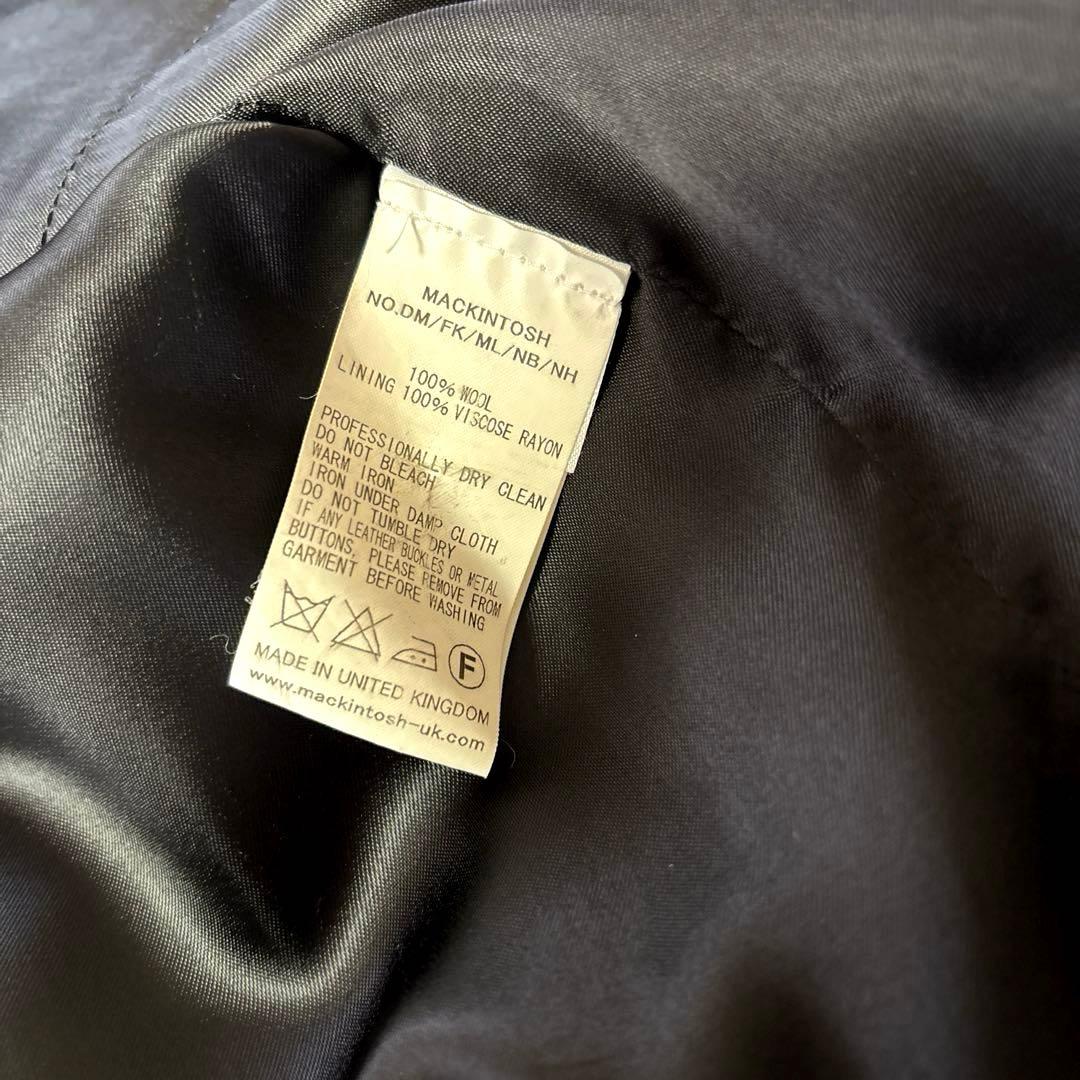 MACKINTOSH
NO.DM/FK/ML/NB/NH
100% WOOL
LINING 100% VISCOSE RAYON
PROFESSIONALLY DRY CLEAN
DO NOT BLEACH
WARM IRON
IRON UNDER DAMP CLOTH
DO NOT TUMBLE DRY
IF ANY LEATHER BUCKLES OR METAL
BUTTONS, PLEASE REMOVE FROM
GARMENT BEFORE WASHING
F
MADE IN UNITED KINGDOM
www.mackintosh-uk.com